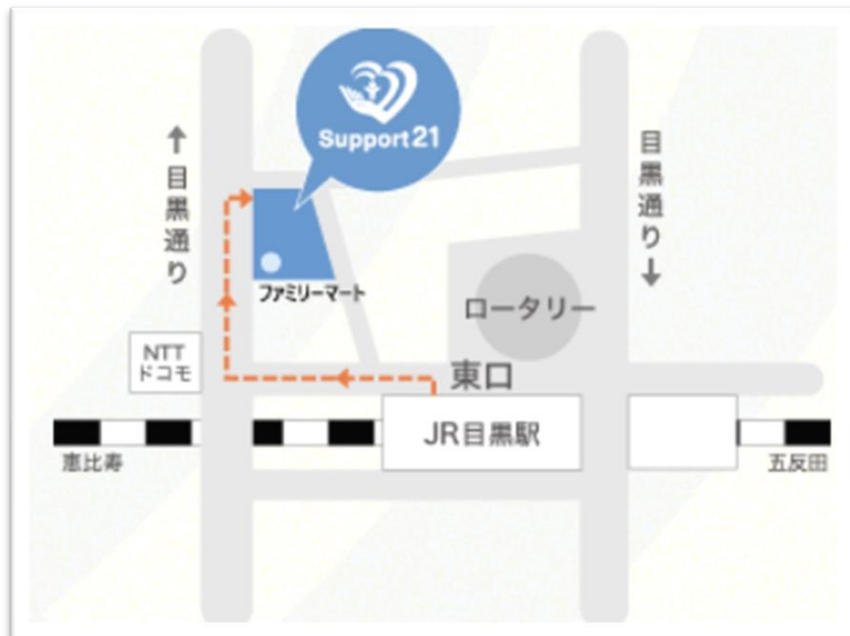 Support21
↑目黒通り
目黒通り↓
ファミリーマート
ロータリー
NTT
ドコモ
東口
JR目黒駅
恵比寿
五反田